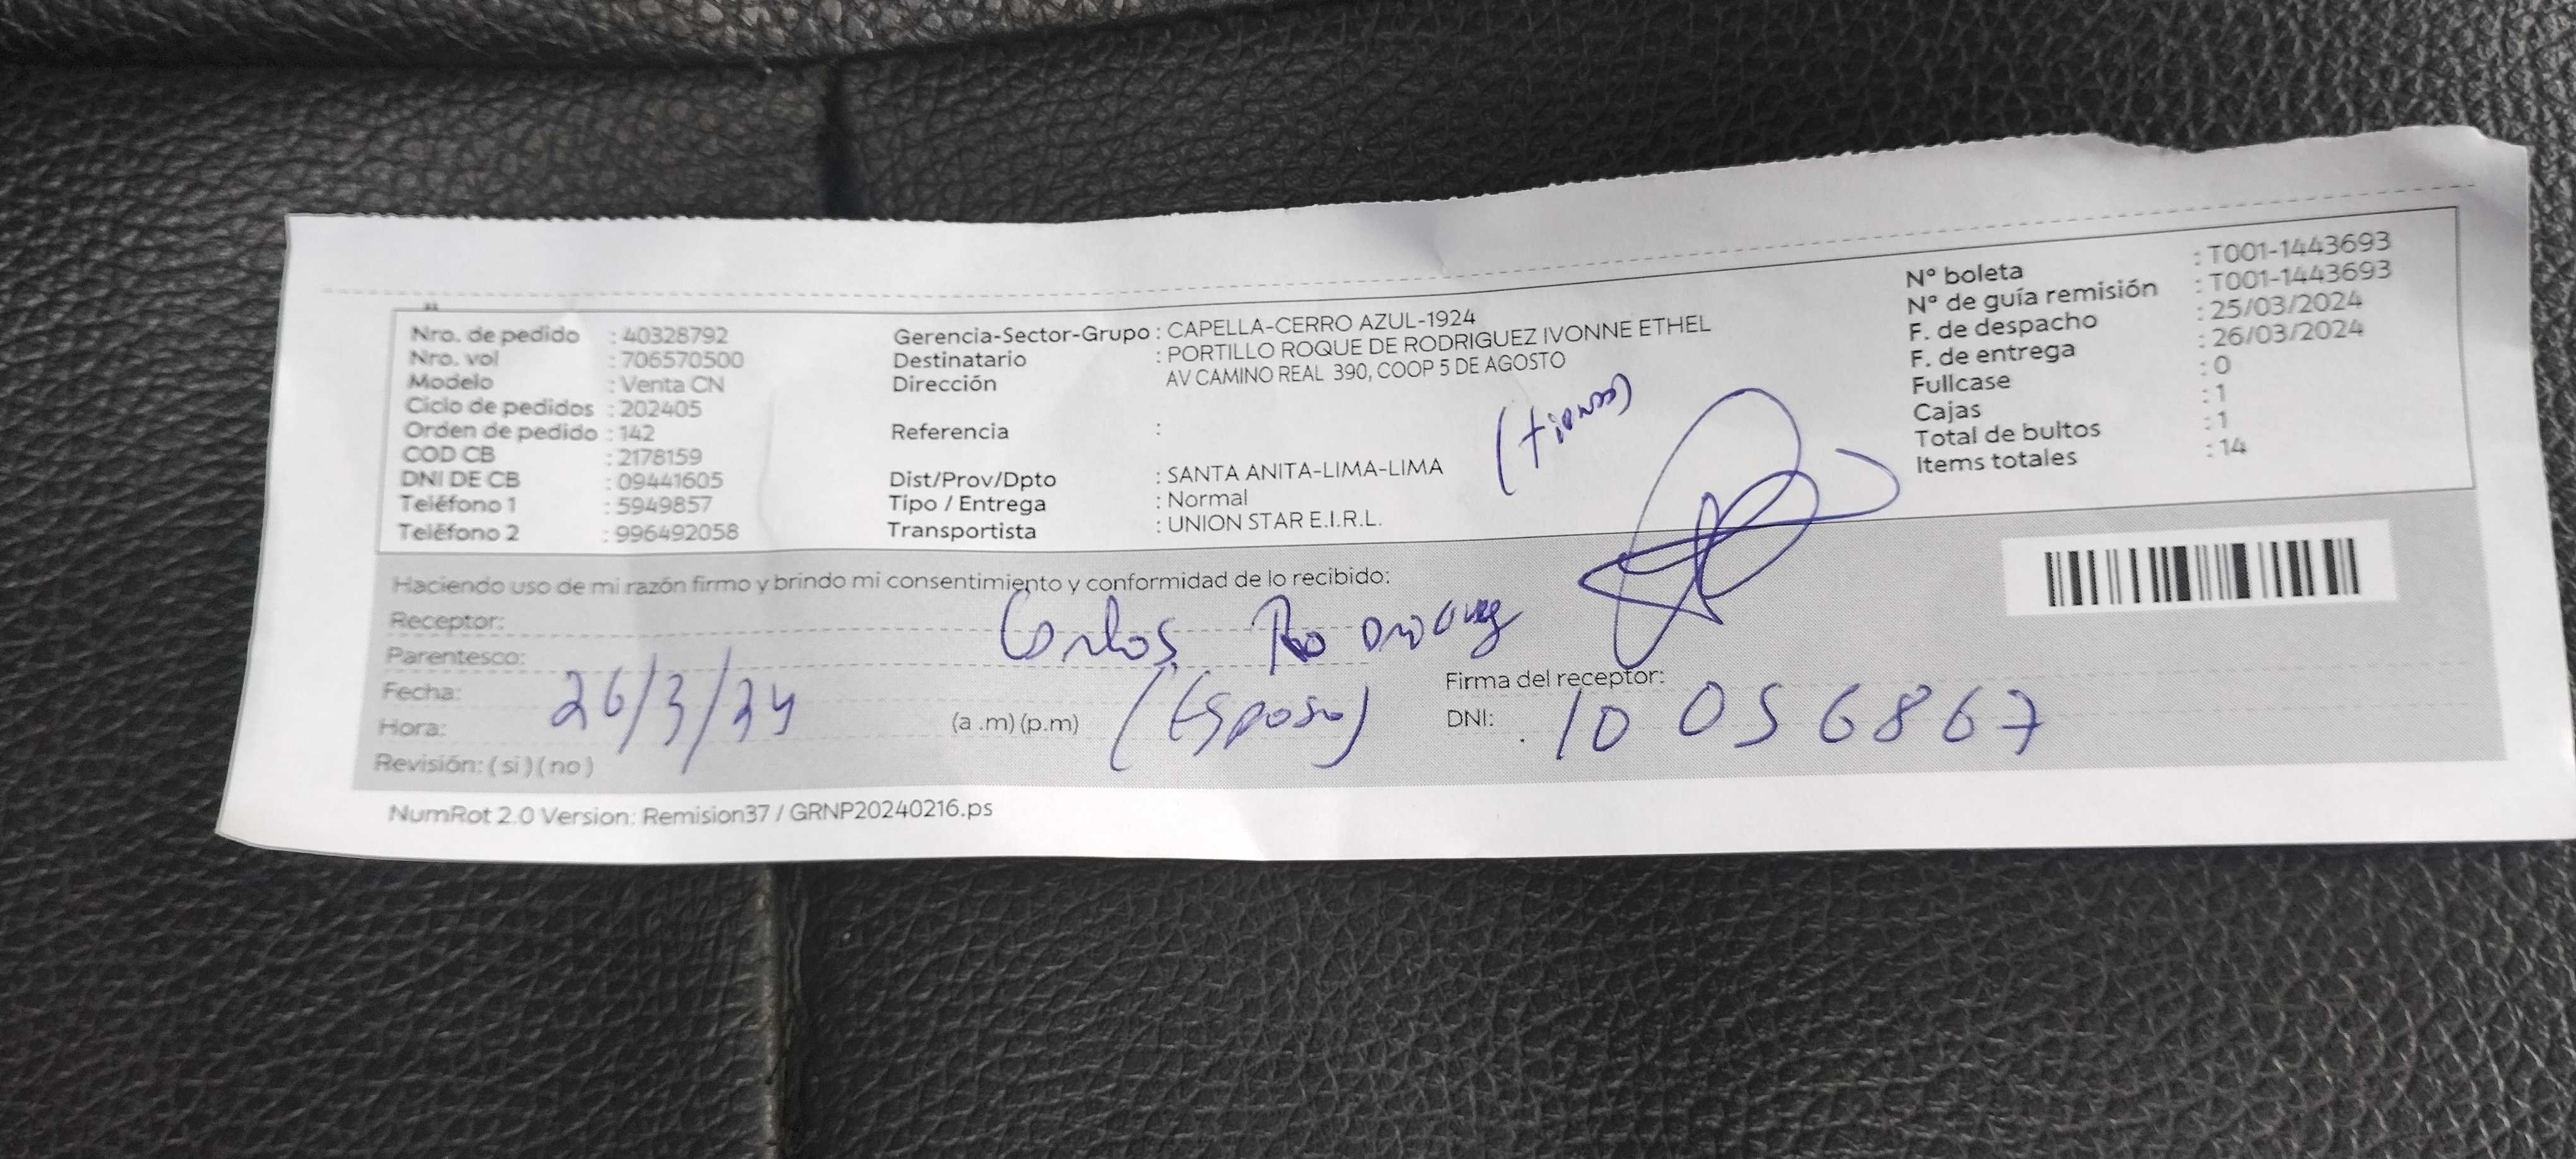 Nro. de pedido : 40328792
Nro. vol : 706570500
Modelo : Venta CN
Ciclo de pedidos : 202405
Orden de pedido : 142
COD CB : 2178159
DNI DE CB : 09441605
Teléfono 1 : 5949857
Teléfono 2 : 996492058
Gerencia-Sector-Grupo : CAPELLA-CERRO AZUL-1924
Destinatario : PORTILLO ROQUE DE RODRIGUEZ IVONNE ETHEL
Dirección AV CAMINO REAL 390, COOP 5 DE AGOSTO
Referencia :
Dist/Prov/Dpto : SANTA ANITA-LIMA-LIMA
Tipo / Entrega : Normal
Transportista : UNION STAR E.I.R.L.
N° boleta : T001-1443693
N° de guía remisión : T001-1443693
F. de despacho : 25/03/2024
F. de entrega : 26/03/2024
Fullcase : 0
Cajas : 1
Total de bultos : 1
Items totales : 14
Haciendo uso de mi razón firmo y brindo mi consentimiento y conformidad de lo recibido:
Receptor: Carlos Rodriguez
Parentesco: (Esposo)
Fecha: 26/3/24
Hora: (a .m) (p.m)
Revisión: ( si ) ( no )
Firma del receptor:
DNI: 10056867
NumRot 2.0 Version: Remision37 / GRNP20240216.ps